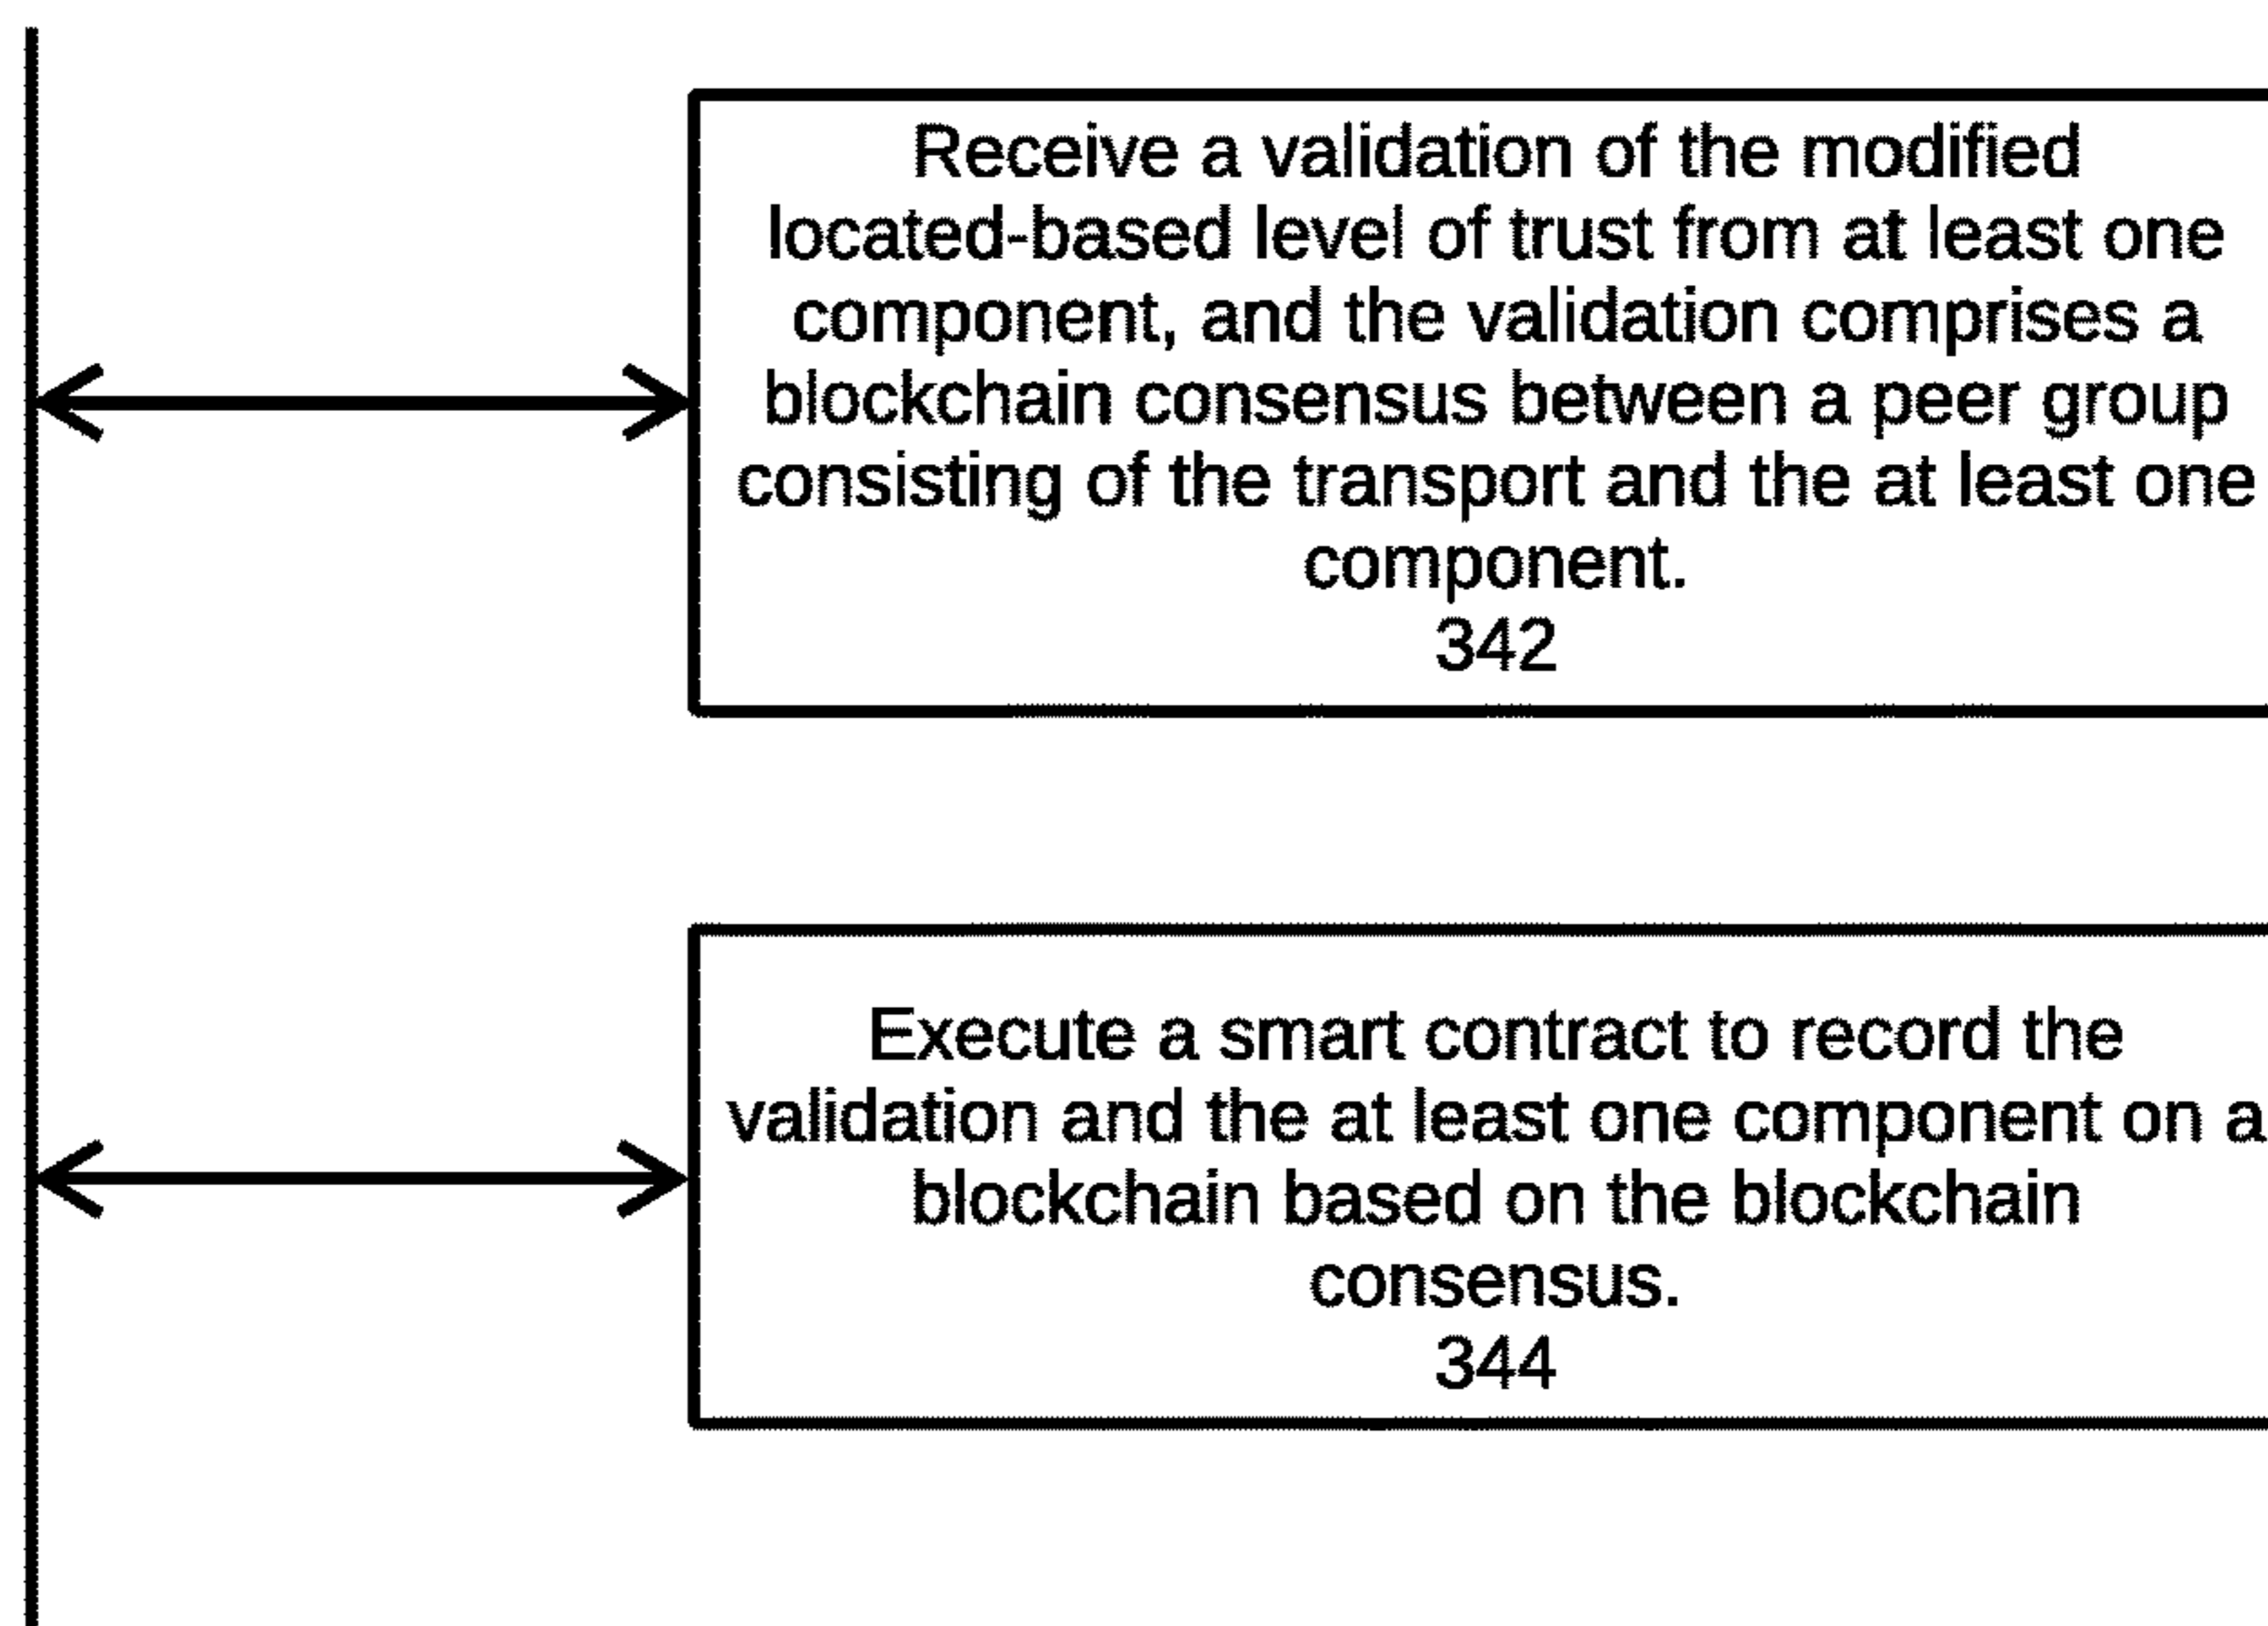 Receive a validation of the modified
located-based level of trust from at least one
component, and the validation comprises a
blockchain consensus between a peer group
consisting of the transport and the at least one
component.
342
Execute a smart contract to record the
validation and the at least one component on a
blockchain based on the blockchain
consensus.
344